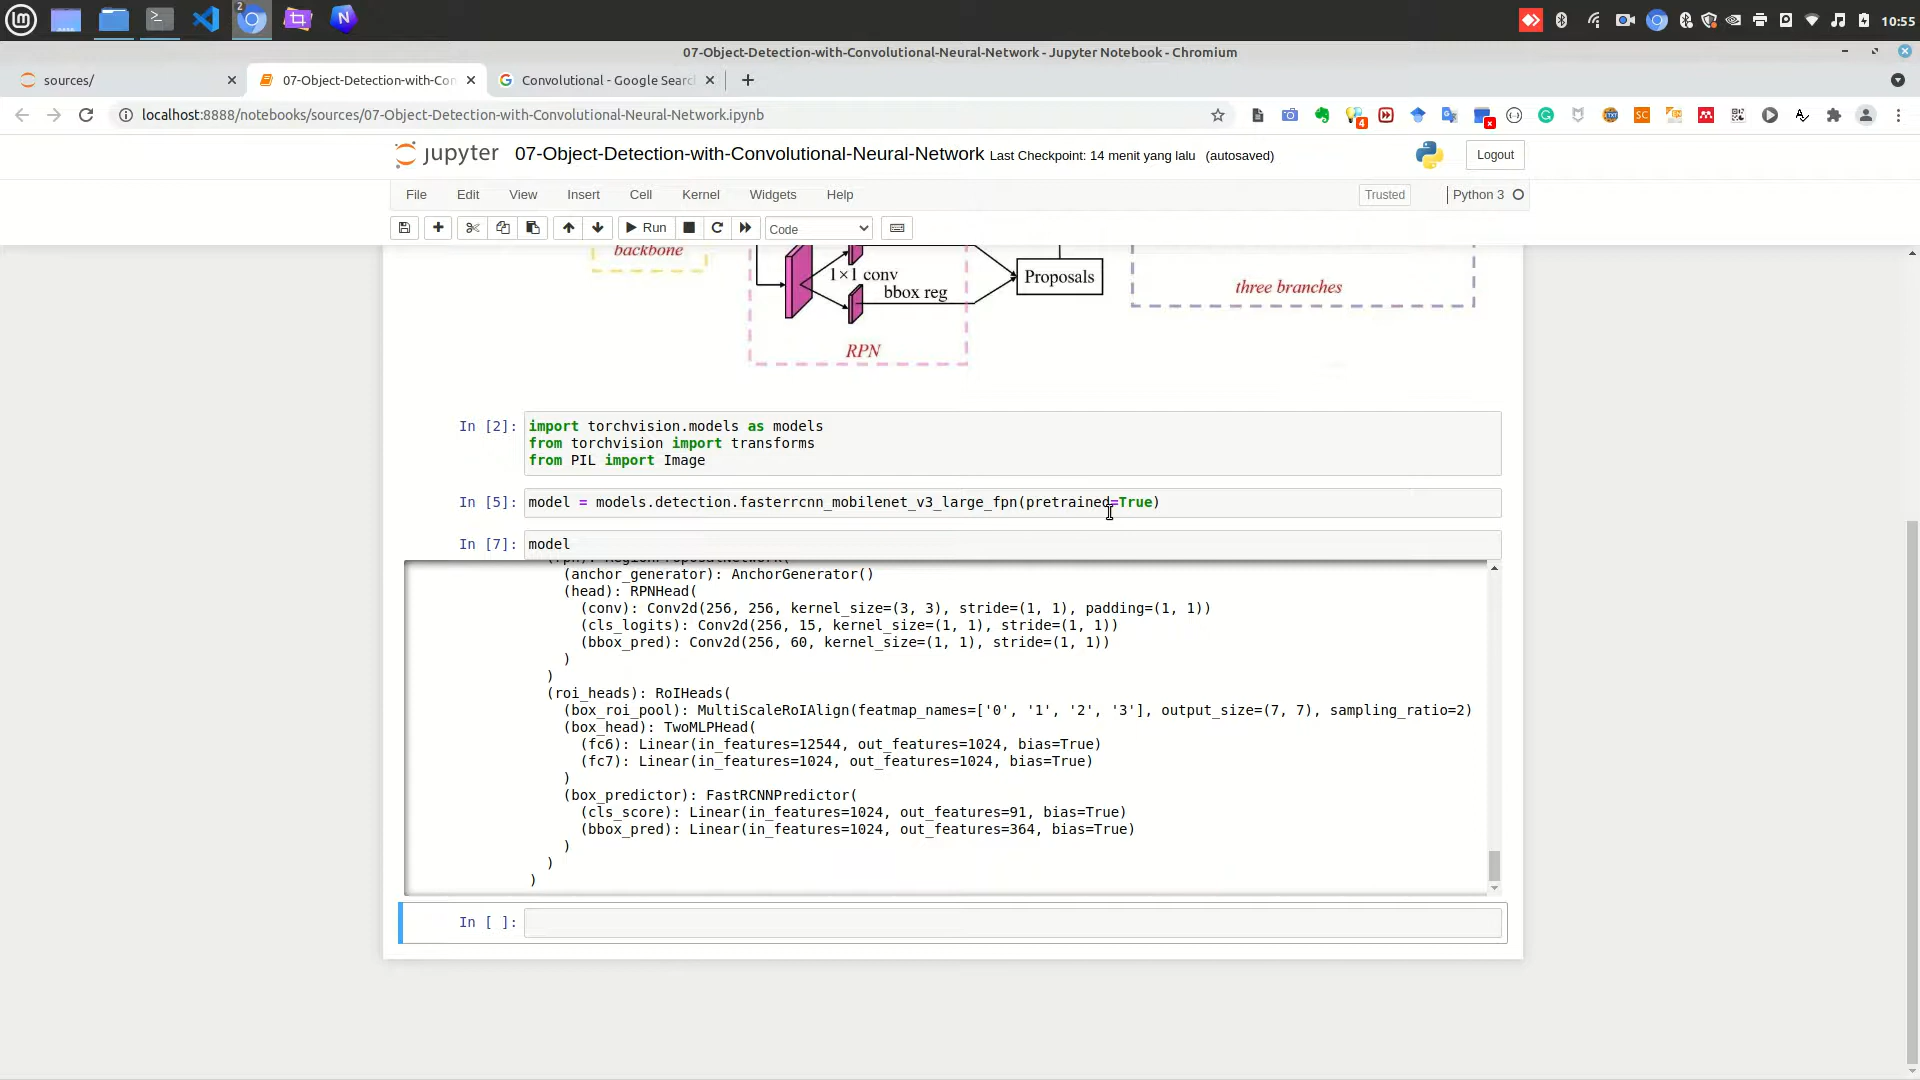 10:55
07-Object-Detection-with-Convolutional-Neural-Network - Jupyter Notebook - Chromium
sources/
07-Object-Detection-with-Con
Convolutional - Google Searc
localhost:8888/notebooks/sources/07-Object-Detection-with-Convolutional-Neural-Network.ipynb
jupyter 07-Object-Detection-with-Convolutional-Neural-Network Last Checkpoint: 14 menit yang lalu (autosaved)
Logout
File Edit View Insert Cell Kernel Widgets Help
Trusted
Python 3
Run
Code
backbone
1×1 conv
bbox reg
Proposals
three branches
RPN
In [2]: import torchvision.models as models
from torchvision import transforms
from PIL import Image
In [5]: model = models.detection.fasterrcnn_mobilenet_v3_large_fpn(pretrained=True)
In [7]: model
(rpn): RegionProposalNetwork(
(anchor_generator): AnchorGenerator()
(head): RPNHead(
(conv): Conv2d(256, 256, kernel_size=(3, 3), stride=(1, 1), padding=(1, 1))
(cls_logits): Conv2d(256, 15, kernel_size=(1, 1), stride=(1, 1))
(bbox_pred): Conv2d(256, 60, kernel_size=(1, 1), stride=(1, 1))
)
)
(roi_heads): RoIHeads(
(box_roi_pool): MultiScaleRoIAlign(featmap_names=['0', '1', '2', '3'], output_size=(7, 7), sampling_ratio=2)
(box_head): TwoMLPHead(
(fc6): Linear(in_features=12544, out_features=1024, bias=True)
(fc7): Linear(in_features=1024, out_features=1024, bias=True)
)
(box_predictor): FastRCNNPredictor(
(cls_score): Linear(in_features=1024, out_features=91, bias=True)
(bbox_pred): Linear(in_features=1024, out_features=364, bias=True)
)
)
)
In [ ]: